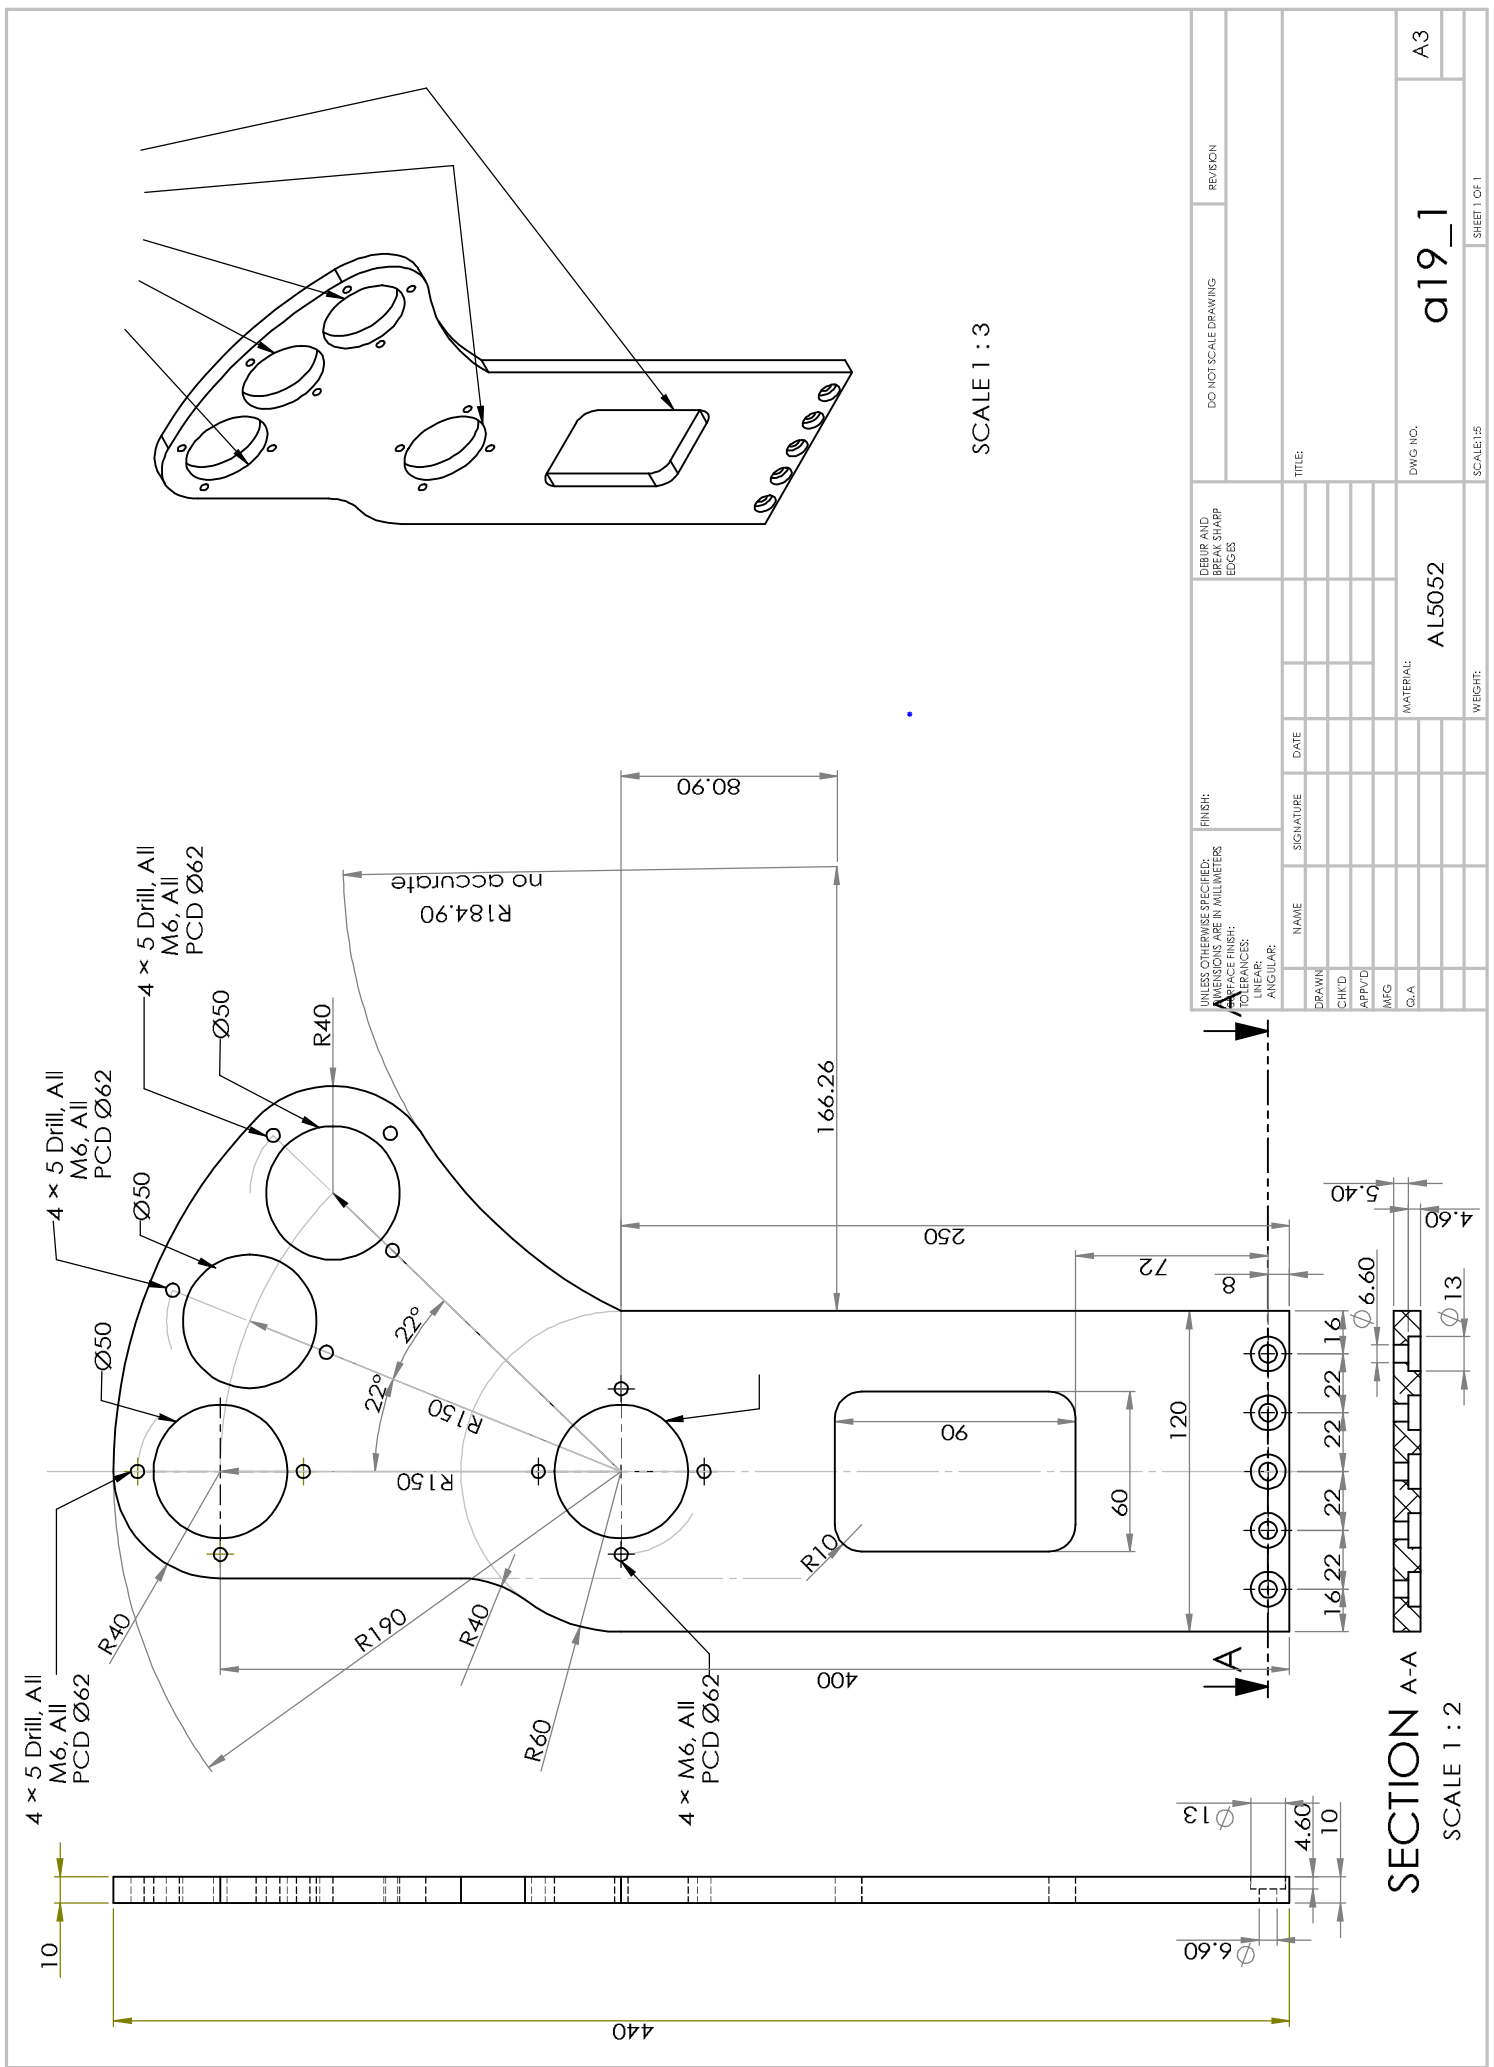 4 × 5 Drill, All
M6, All
PCD Ø62
4 × 5 Drill, All
M6, All
PCD Ø62
4 × 5 Drill, All
M6, All
PCD Ø62
Ø50
Ø50
Ø50
R40
R40
R184.90
no accurate
80.90
166.26
22°
22°
R150
R150
R190
R40
R60
R10
4 × M6, All
PCD Ø62
400
250
72
8
90
60
120
16
22
22
22
22
16
A
A
10
440
Ø13
4.60
10
Ø6.60
5.40
4.60
Ø6.60
Ø13
SECTION A-A
SCALE 1 : 2
SCALE 1 : 3
UNLESS OTHERWISE SPECIFIED:
DIMENSIONS ARE IN MILLIMETERS
SURFACE FINISH:
TOLERANCES:
LINEAR:
ANGULAR:
FINISH:
DEBUR AND
BREAK SHARP
EDGES
DO NOT SCALE DRAWING
REVISION
NAME
SIGNATURE
DATE
DRAWN
CHK'D
APPV'D
MFG
Q.A
TITLE:
MATERIAL:
AL5052
DWG NO.
a19_1
A3
WEIGHT:
SCALE:1:5
SHEET 1 OF 1